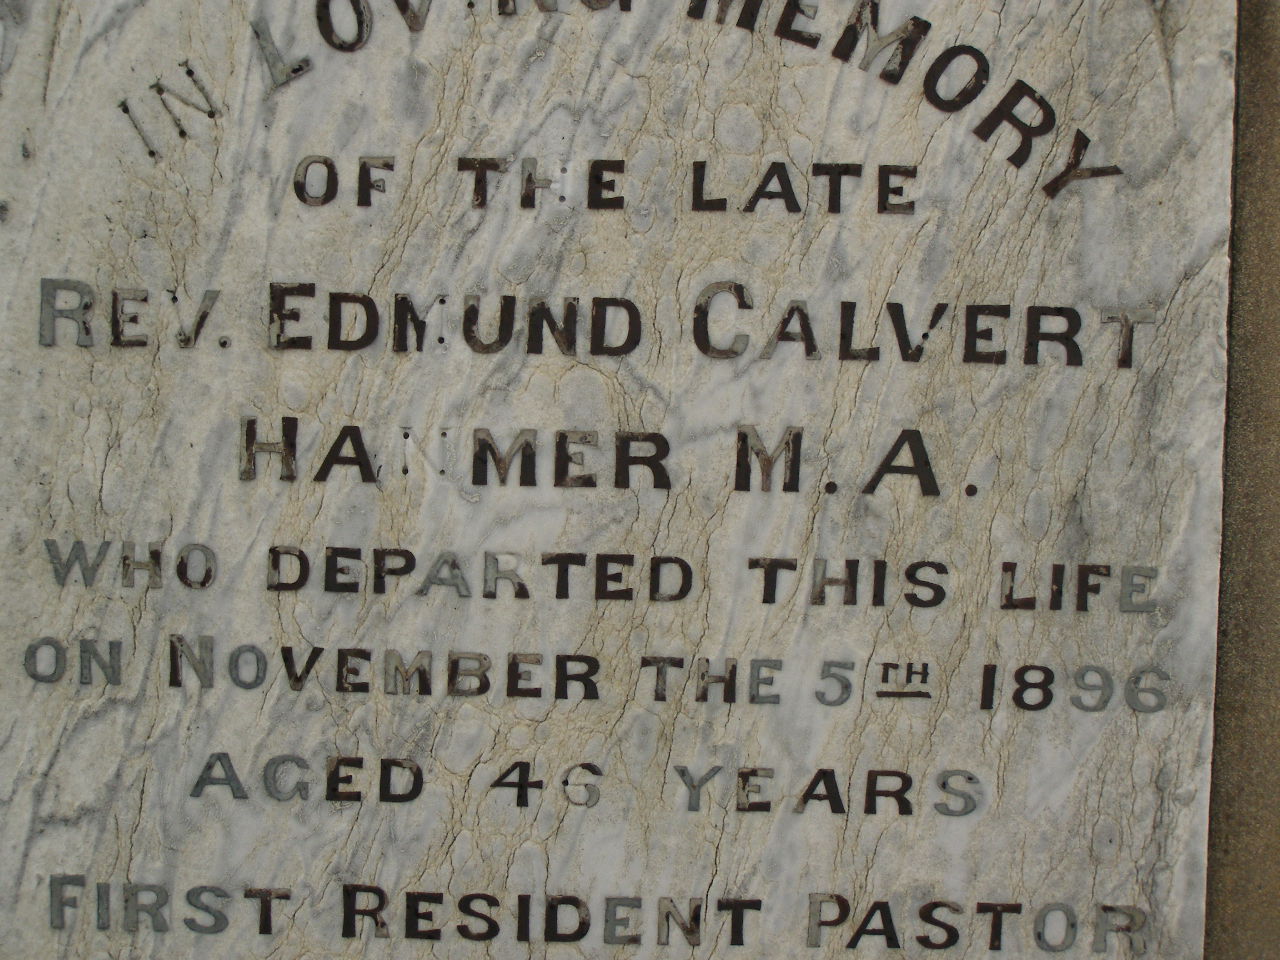 IN LOVING MEMORY
OF THE LATE
REV. EDMUND CALVERT
HANMER M.A.
WHO DEPARTED THIS LIFE
ON NOVEMBER THE 5TH 1896
AGED 46 YEARS
FIRST RESIDENT PASTOR